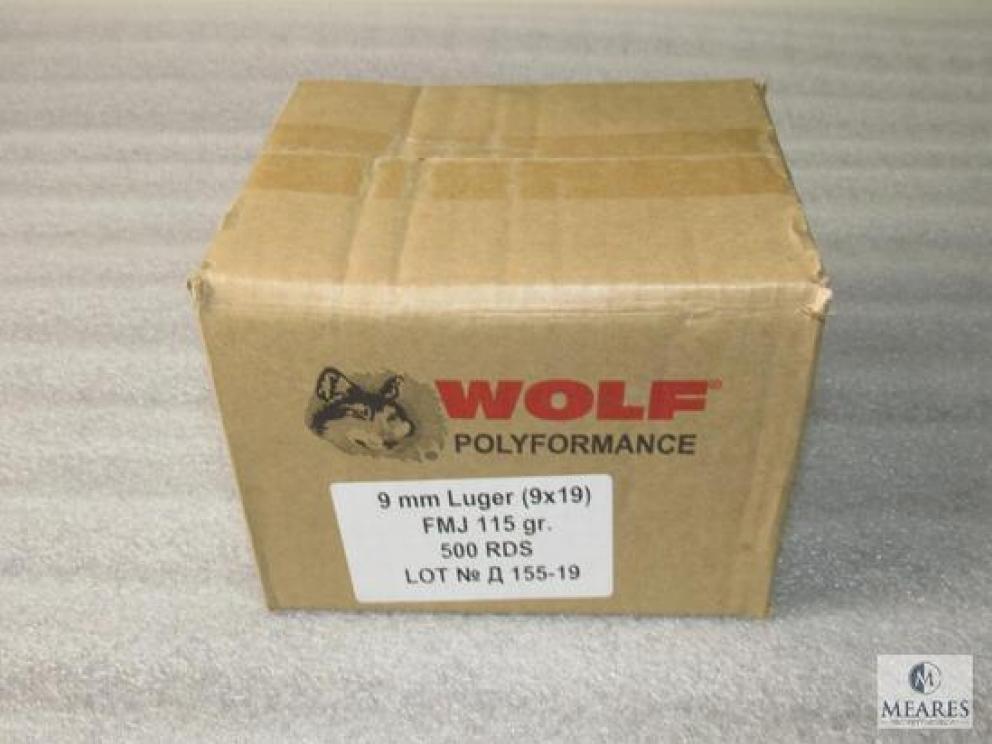 WOLF®
POLYFORMANCE
9 mm Luger (9x19)
FMJ 115 gr.
500 RDS
LOT № Д 155-19
M
MEARES